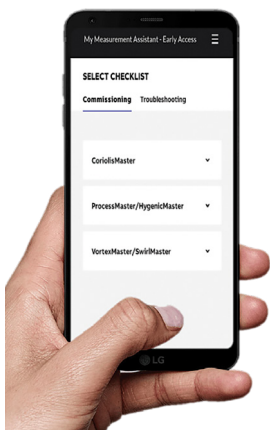 My Measurement Assistant - Early Access
SELECT CHECKLIST
Commissioning Troubleshooting
CoriolisMaster
ProcessMaster/HygenicMaster
VortexMaster/SwirlMaster
LG